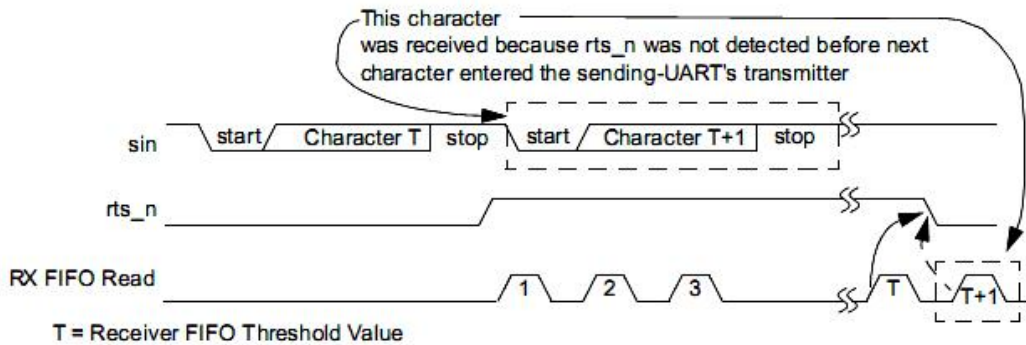 This character
was received because rts_n was not detected before next
character entered the sending-UART's transmitter
sin start Character T stop start Character T+1 stop
rts_n
RX FIFO Read 1 2 3 T T+1
T = Receiver FIFO Threshold Value